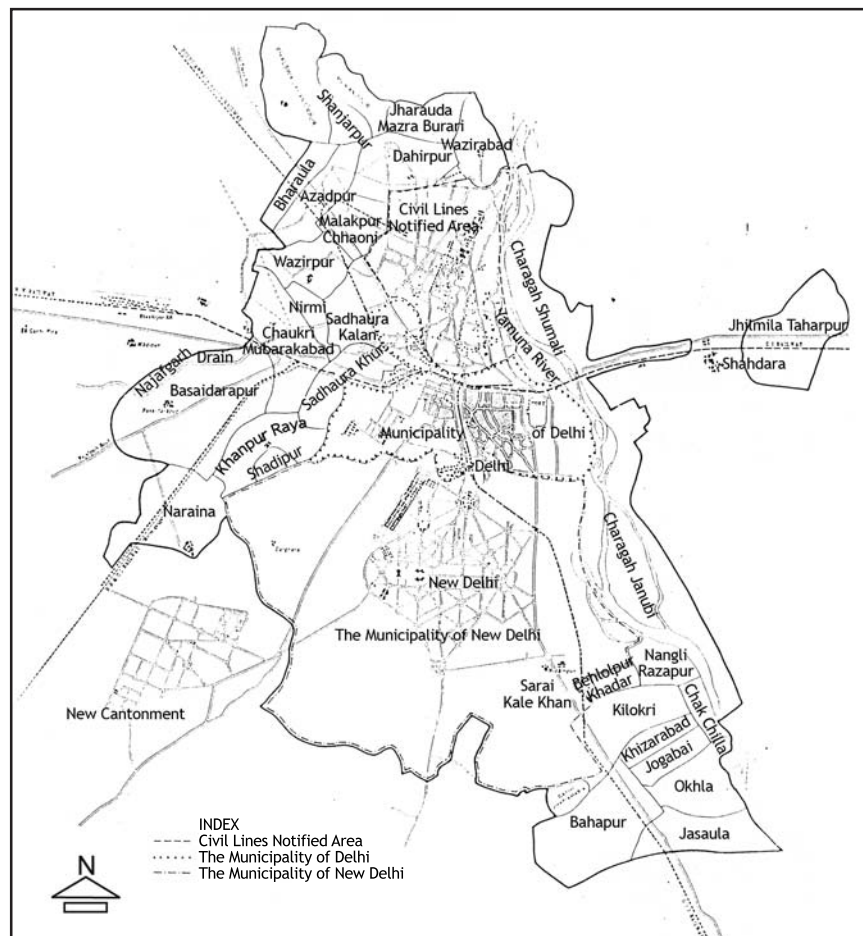 Shanjarpur
Jharauda
Mazra Burari
Wazirabad
Dahirpur
Bharaula
Azadpur
Civil Lines
Notified Area
Malakpur
Chhaoni
Wazirpur
Charagah Shumali
Nirmi
Sadhaura
Kalan
Yamuna River
Jhilmila Taharpur
Chaukri
Mubarakabad
Shahdara
Najafgarh
Drain
Sadhaura Khurd
Basaidarapur
Khanpur Raya
Municipality
of Delhi
Shadipur
Delhi
Naraina
Charagah Janubi
New Delhi
The Municipality of New Delhi
Nangli
Razapur
Behlolpur
Khadar
Sarai
Kale Khan
Chak Chilla
Kilokri
New Cantonment
Khizarabad
Jogabai
Okhla
Bahapur
Jasaula
INDEX
Civil Lines Notified Area
The Municipality of Delhi
The Municipality of New Delhi
N